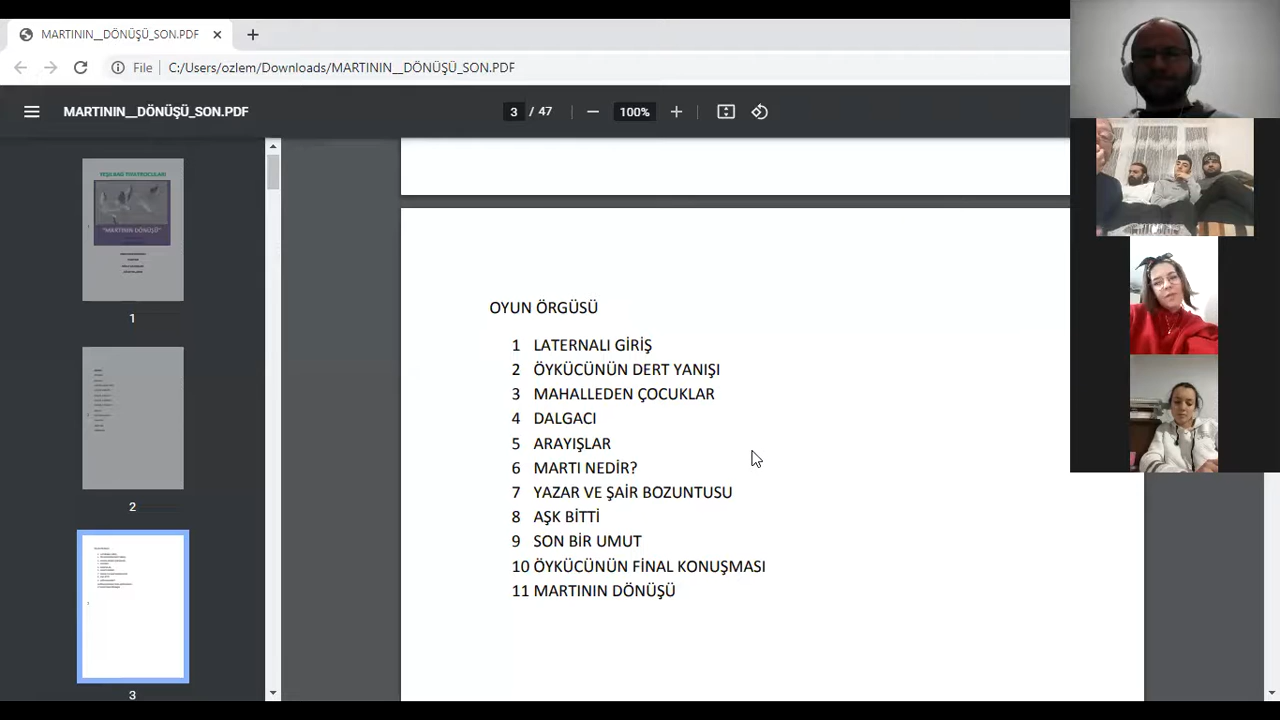 MARTININ__DÖNÜŞÜ_SON.PDF
File
C:/Users/ozlem/Downloads/MARTININ__DÖNÜŞÜ_SON.PDF
MARTININ__DÖNÜŞÜ_SON.PDF
3 / 47
100%
"MARTININ DÖNÜŞÜ"
1
2
3
OYUN ÖRGÜSÜ
1 LATERNALI GİRİŞ
2 ÖYKÜCÜNÜN DERT YANIŞI
3 MAHALLEDEN ÇOCUKLAR
4 DALGACI
5 ARAYIŞLAR
6 MARTI NEDİR?
7 YAZAR VE ŞAİR BOZUNTUSU
8 AŞK BİTTİ
9 SON BİR UMUT
10 ÖYKÜCÜNÜN FİNAL KONUŞMASI
11 MARTININ DÖNÜŞÜ